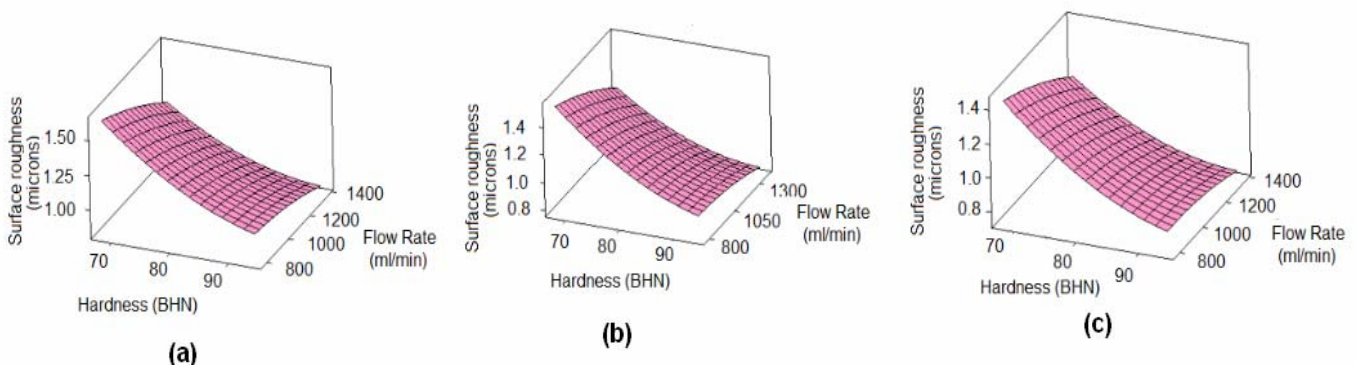 Surface roughness
(microns)
1.50
1.25
1.00
70
80
90
Hardness (BHN)
800
1000
1200
1400
Flow Rate
(ml/min)
(a)
Surface roughness
(microns)
1.4
1.2
1.0
0.8
70
80
90
Hardness (BHN)
800
1050
1300
Flow Rate
(ml/min)
(b)
Surface roughness
(microns)
1.4
1.2
1.0
0.8
70
80
90
Hardness (BHN)
800
1000
1200
1400
Flow Rate
(ml/min)
(c)